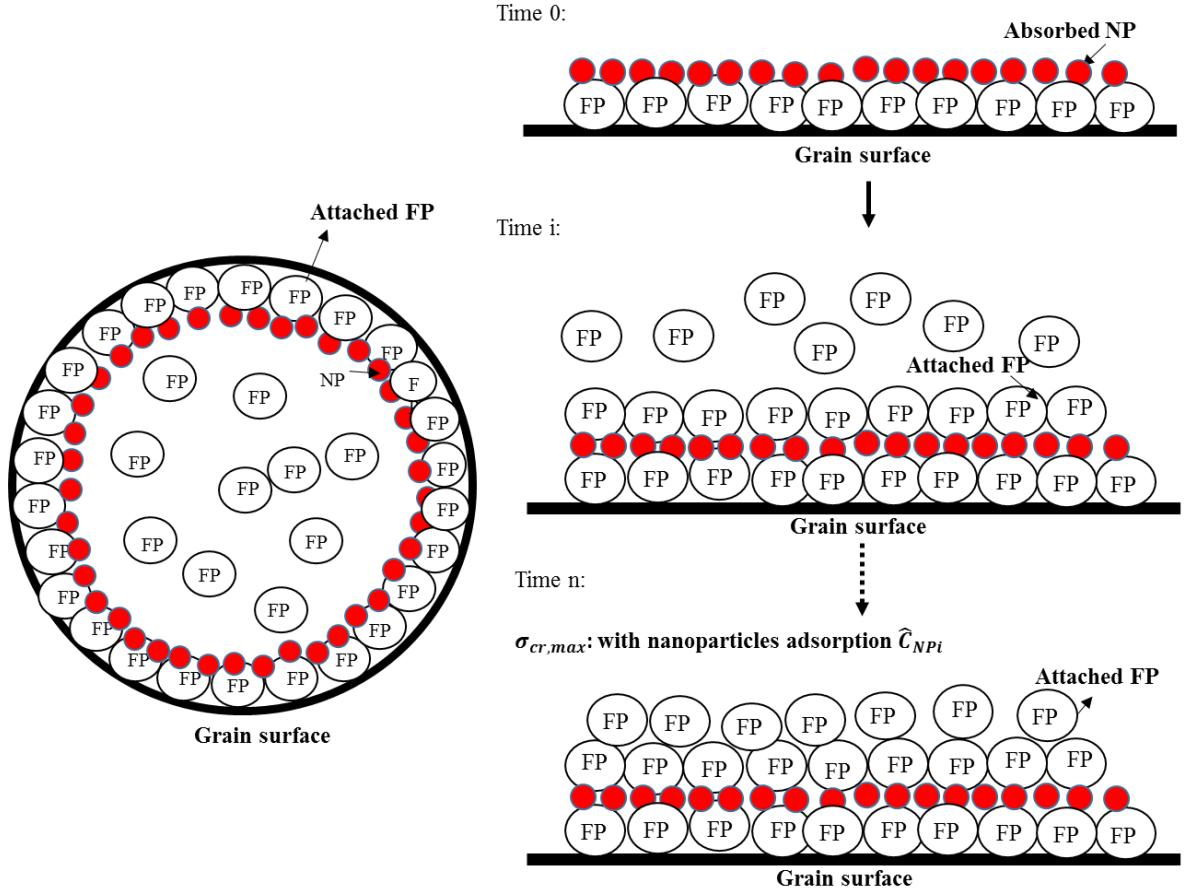 Time 0:
Absorbed NP
FP FP FP FP FP FP FP FP FP FP
Grain surface
Time i:
FP FP
FP FP FP FP FP
Attached FP
FP FP FP FP FP FP FP FP FP
FP FP FP FP FP FP FP FP FP FP
Grain surface
Time n:
σcr,max: with nanoparticles adsorption ĈNPi
Attached FP
FP FP FP FP FP FP FP
FP FP FP FP FP FP FP FP FP
FP FP FP FP FP FP FP FP FP FP
Grain surface
Attached FP
FP FP FP FP
FP FP
FP FP
FP FP NP F
FP FP FP
FP FP FP
FP FP FP FP
FP FP FP
FP FP FP FP
FP FP FP
FP FP FP
FP FP
FP FP FP
Grain surface